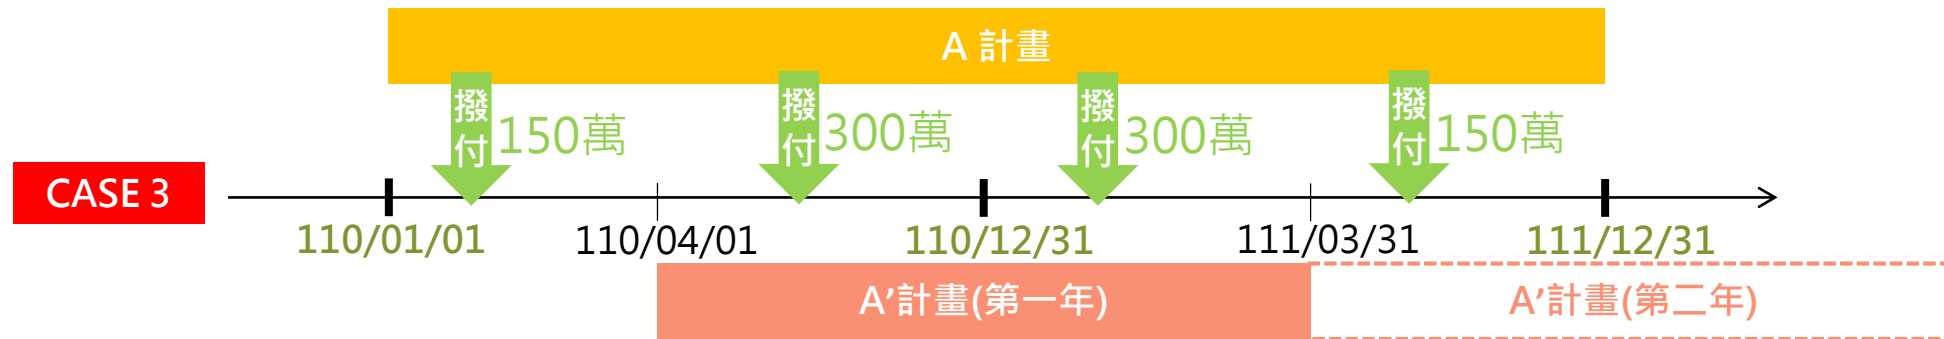 A 計畫
撥付
150萬
撥付
300萬
撥付
300萬
撥付
150萬
CASE 3
110/01/01
110/04/01
110/12/31
111/03/31
111/12/31
A’計畫(第一年)
A’計畫(第二年)